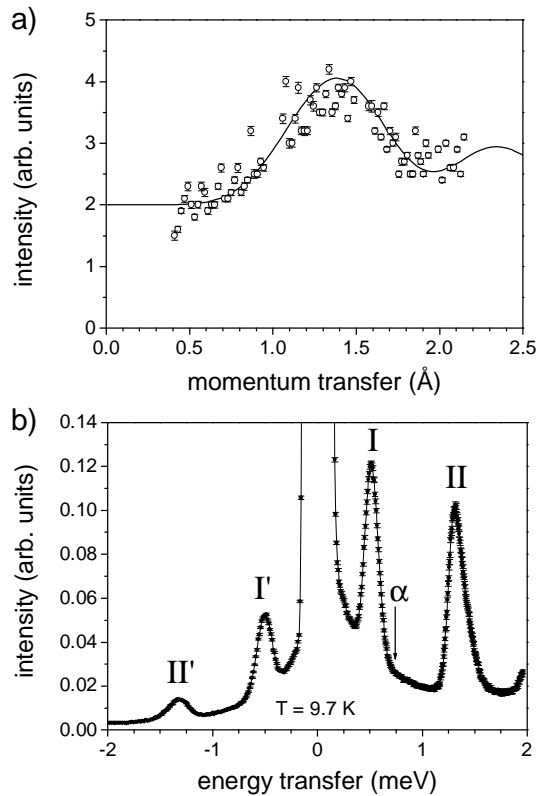 a)
5
4
3
2
1
0
intensity (arb. units)
0.0 0.5 1.0 1.5 2.0 2.5
momentum transfer (Å)
b)
0.14
0.12
0.10
0.08
0.06
0.04
0.02
0.00
intensity (arb. units)
I
II
I'
α
II'
T = 9.7 K
-2 -1 0 1 2
energy transfer (meV)